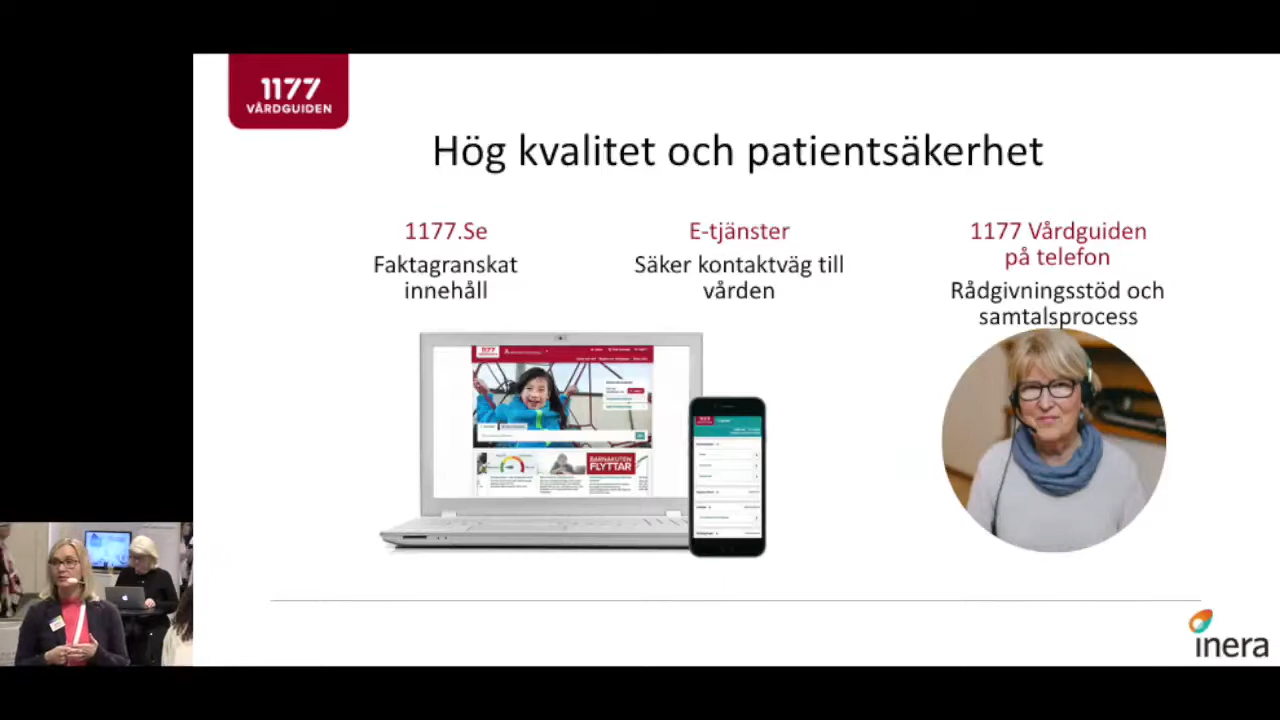 1177
VÅRDGUIDEN
Hög kvalitet och patientsäkerhet
1177.Se
Faktagranskat
innehåll
E-tjänster
Säker kontaktväg till
vården
1177 Vårdguiden
på telefon
Rådgivningsstöd och
samtalsprocess
1177
BARNAKUTEN
FLYTTAR
inera